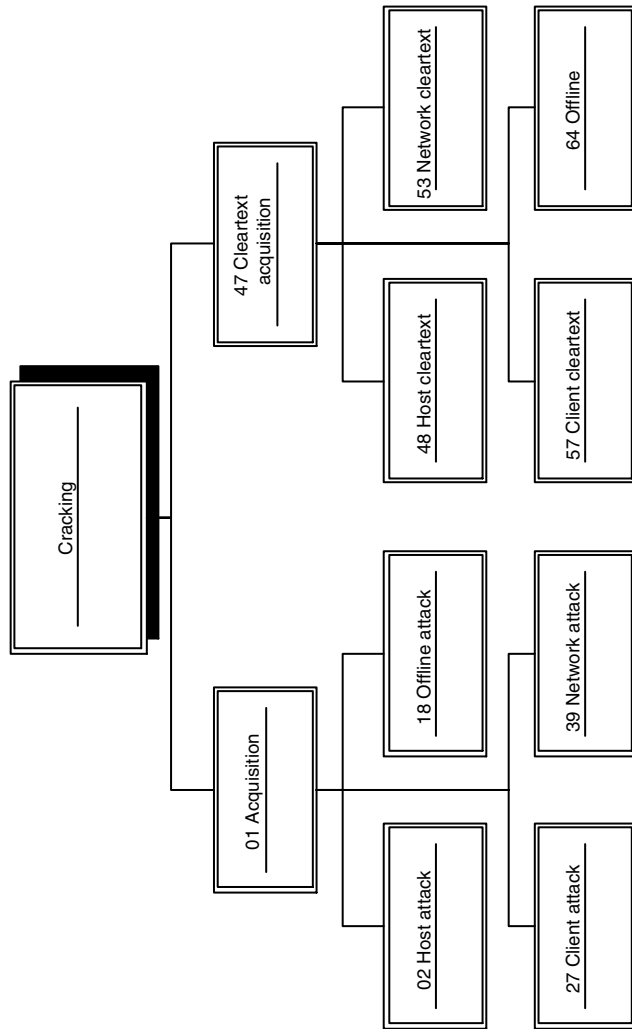 Cracking
01 Acquisition
47 Cleartext
acquisition
02 Host attack
18 Offline attack
48 Host cleartext
53 Network cleartext
27 Client attack
39 Network attack
57 Client cleartext
64 Offline